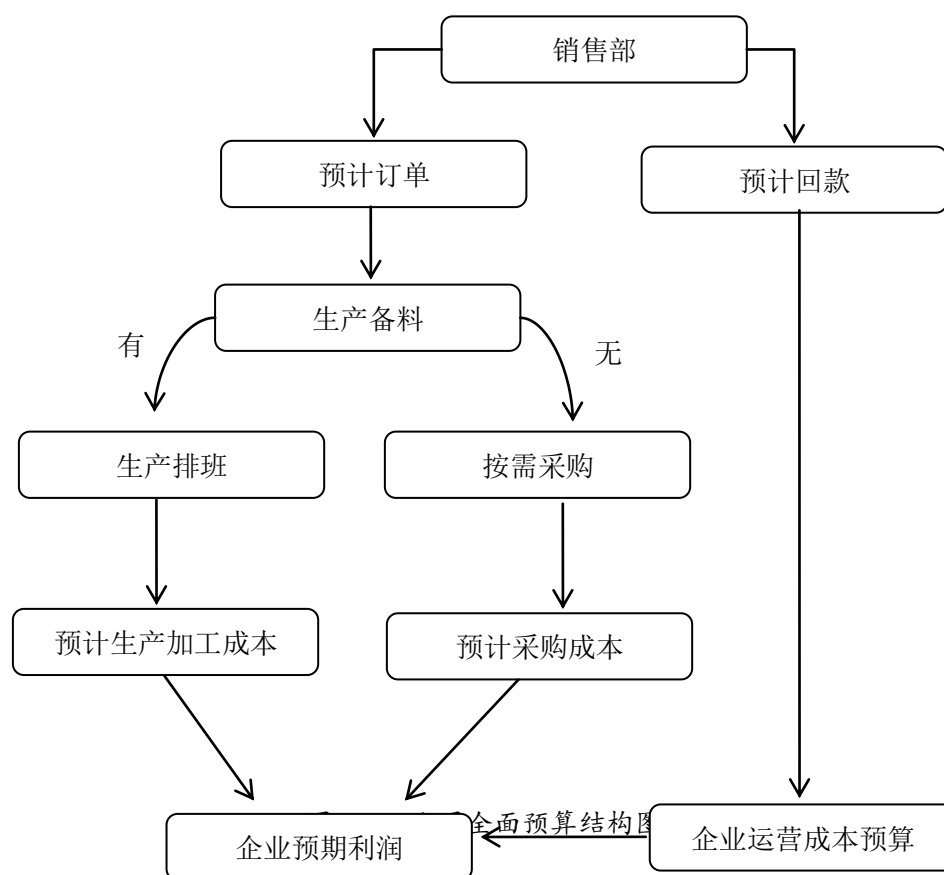 销售部
预计订单
预计回款
生产备料
有
无
生产排班
按需采购
预计生产加工成本
预计采购成本
全面预算结构图
企业预期利润
企业运营成本预算